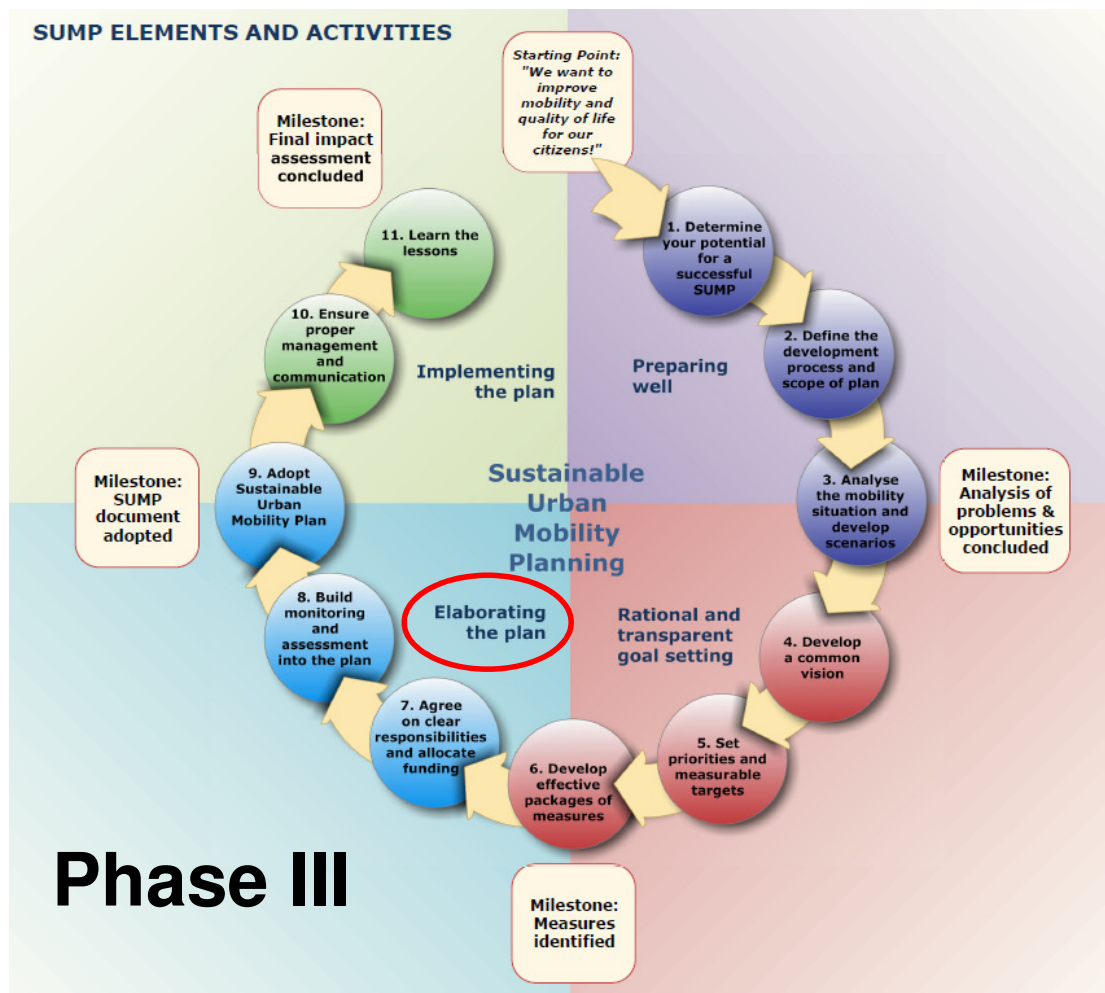 SUMP ELEMENTS AND ACTIVITIES
Starting Point:
"We want to
improve
mobility and
quality of life
for our
citizens!"
Milestone:
Final impact
assessment
concluded
1. Determine
your potential
for a
successful
SUMP
2. Define the
development
process and
scope of plan
3. Analyse
the mobility
situation and
develop
scenarios
Milestone:
Analysis of
problems &
opportunities
concluded
4. Develop
a common
vision
5. Set
priorities and
measurable
targets
6. Develop
effective
packages of
measures
Milestone:
Measures
identified
7. Agree
on clear
responsibilities
and allocate
funding
8. Build
monitoring
and
assessment
into the plan
9. Adopt
Sustainable
Urban
Mobility Plan
Milestone:
SUMP
document
adopted
10. Ensure
proper
management
and
communication
11. Learn the
lessons
Implementing
the plan
Preparing
well
Sustainable
Urban
Mobility
Planning
Elaborating
the plan
Rational and
transparent
goal setting
Phase III